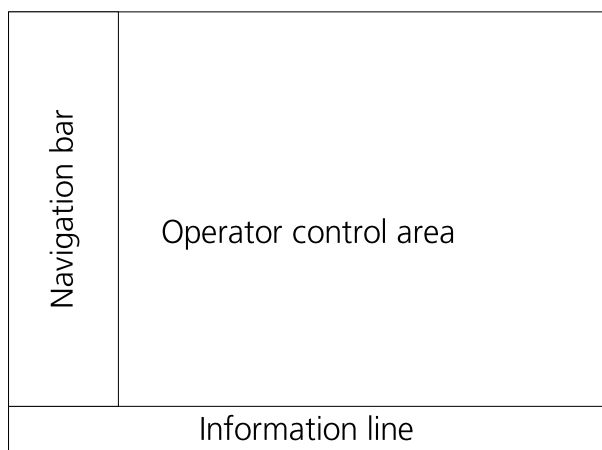 Navigation bar
Operator control area
Information line